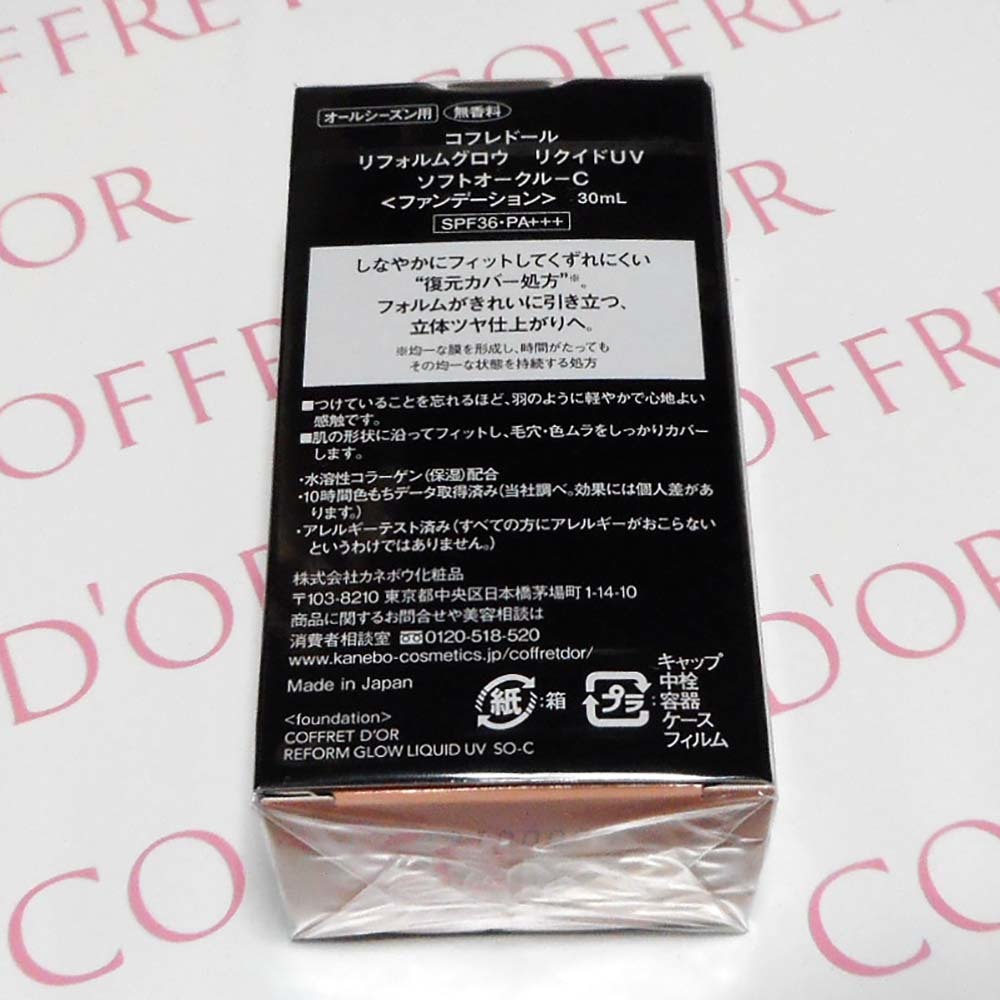 COFFRET D'OR
COFFRET D'OR
D'OR
COFFRET D'OR
D'OR
COFFRET D'OR
オールシーズン用 無香料
コフレドール
リフォルムグロウ リクイドUV
ソフトオークル－C
＜ファンデーション＞ 30mL
SPF36・PA+++
しなやかにフィットしてくずれにくい
“復元カバー処方”※。
フォルムがきれいに引き立つ、
立体ツヤ仕上がりへ。
※均一な膜を形成し、時間がたっても
その均一な状態を持続する処方
■つけていることを忘れるほど、羽のように軽やかで心地よい
感触です。
■肌の形状に沿ってフィットし、毛穴・色ムラをしっかりカバー
します。
・水溶性コラーゲン（保湿）配合
・10時間色もちデータ取得済み（当社調べ。効果には個人差があ
ります。）
・アレルギーテスト済み（すべての方にアレルギーがおこらない
というわけではありません。）
株式会社カネボウ化粧品
〒103-8210 東京都中央区日本橋茅場町1-14-10
商品に関するお問合せや美容相談は
消費者相談室 0120-518-520
www.kanebo-cosmetics.jp/coffretdor/
Made in Japan
<foundation>
COFFRET D'OR
REFORM GLOW LIQUID UV SO-C
紙:箱
プラ:
キャップ
中栓
容器
ケース
フィルム